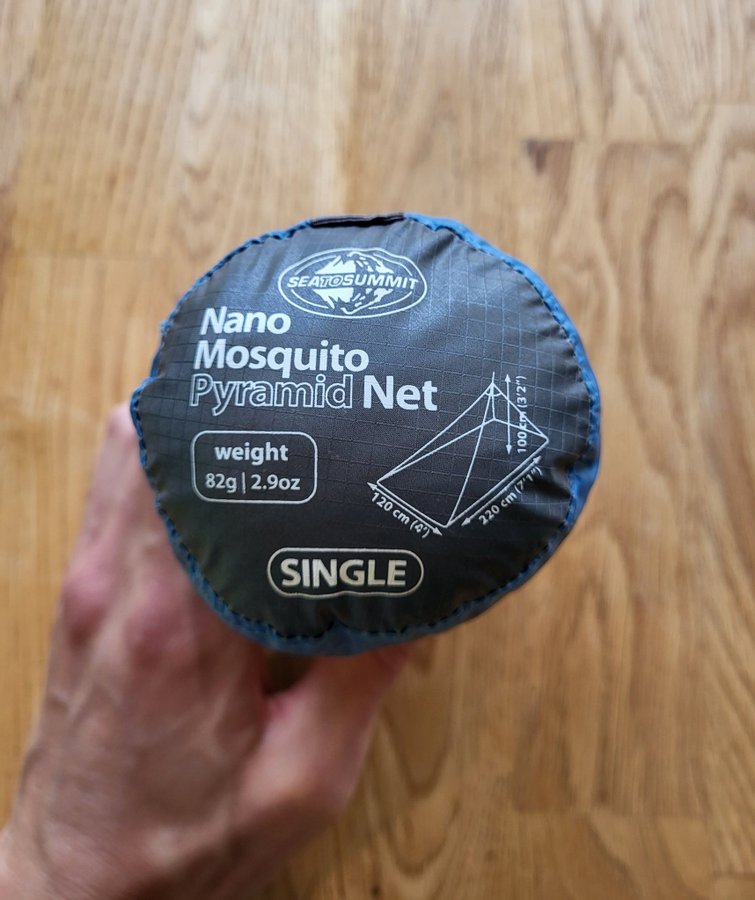 SEATOSUMMIT
Nano
Mosquito
Pyramid Net
weight
82g | 2.9oz
100 cm (3'2")
120 cm (4')
220 cm (7'1")
SINGLE